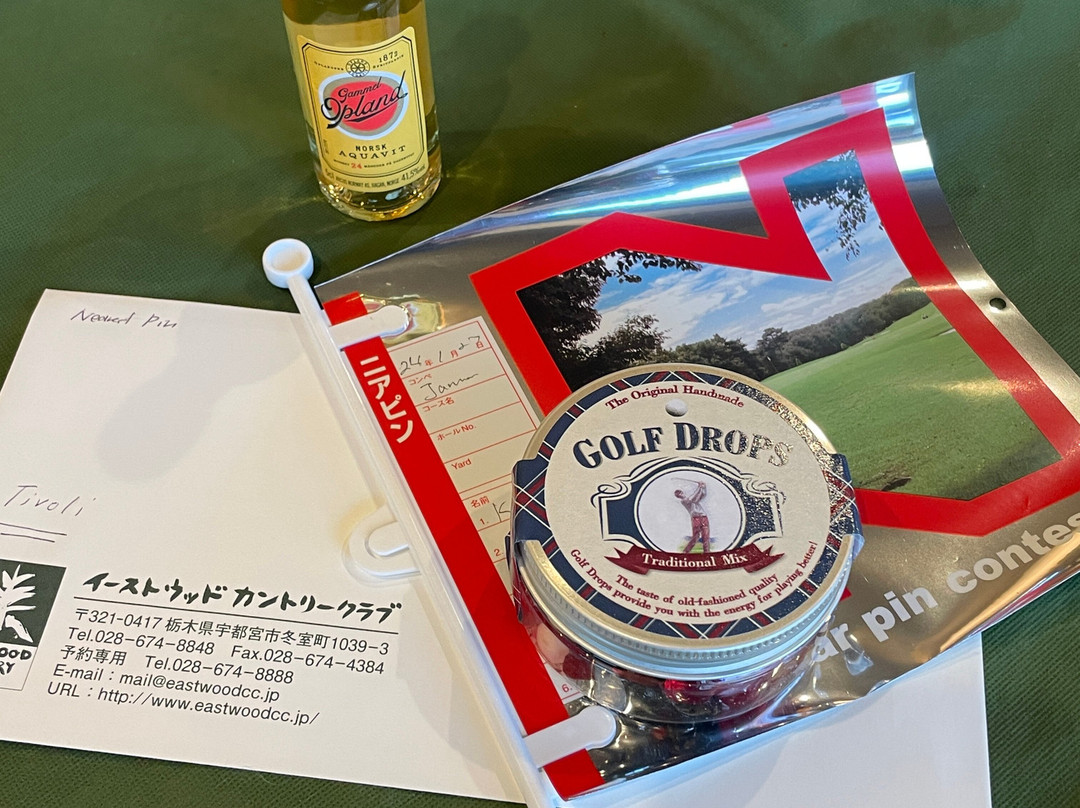 1872
Gammel
Opland
NORSK
AQUAVIT
41,5%
ニアピン
24年1月27日
コンペ
コース名
ホールNo.
Yard
名前
1. K
2.
6.
ar pin contes
The Original Handmade
GOLF DROPS
Traditional Mix
The taste of old-fashioned quality
Golf Drops provide you with the energy for playing better!
Pin
Tivoli
OOD
RY
イーストウッド カントリークラブ
〒321-0417 栃木県宇都宮市冬室町1039-3
Tel.028-674-8848 Fax.028-674-4384
予約専用 Tel.028-674-8888
E-mail：mail@eastwoodcc.jp
URL：http://www.eastwoodcc.jp/